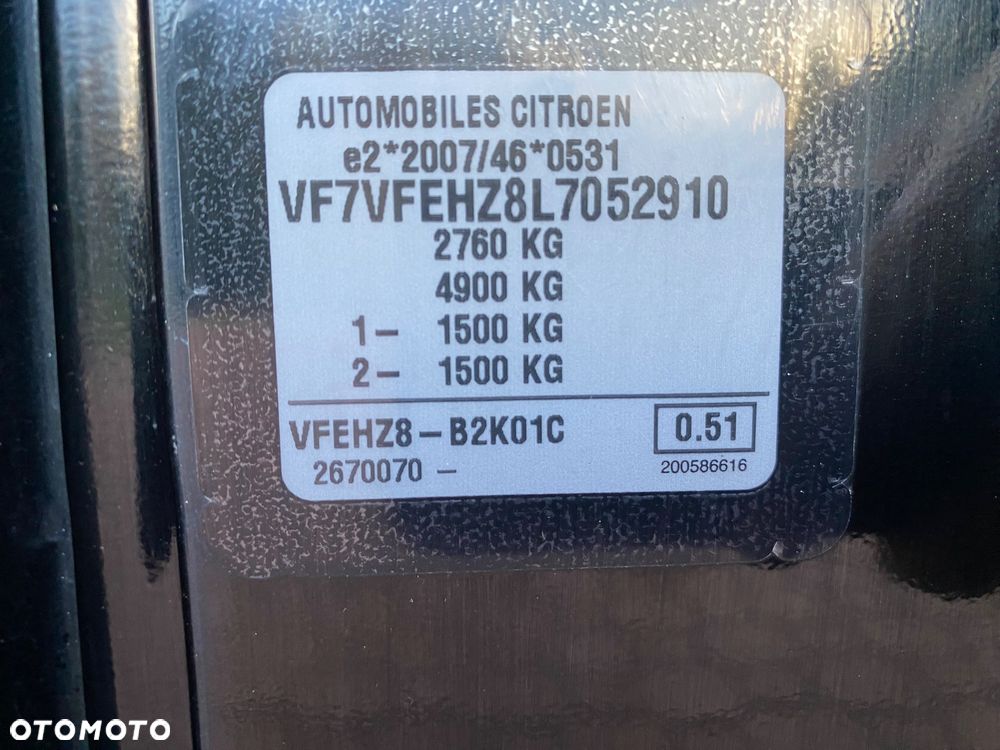 AUTOMOBILES CITROEN
e2*2007/46*0531
VF7VFEHZ8L7052910
2760 KG
4900 KG
1- 1500 KG
2- 1500 KG
VFEHZ8-B2K01C 0.51
2670070 - 200586616
OTOMOTO